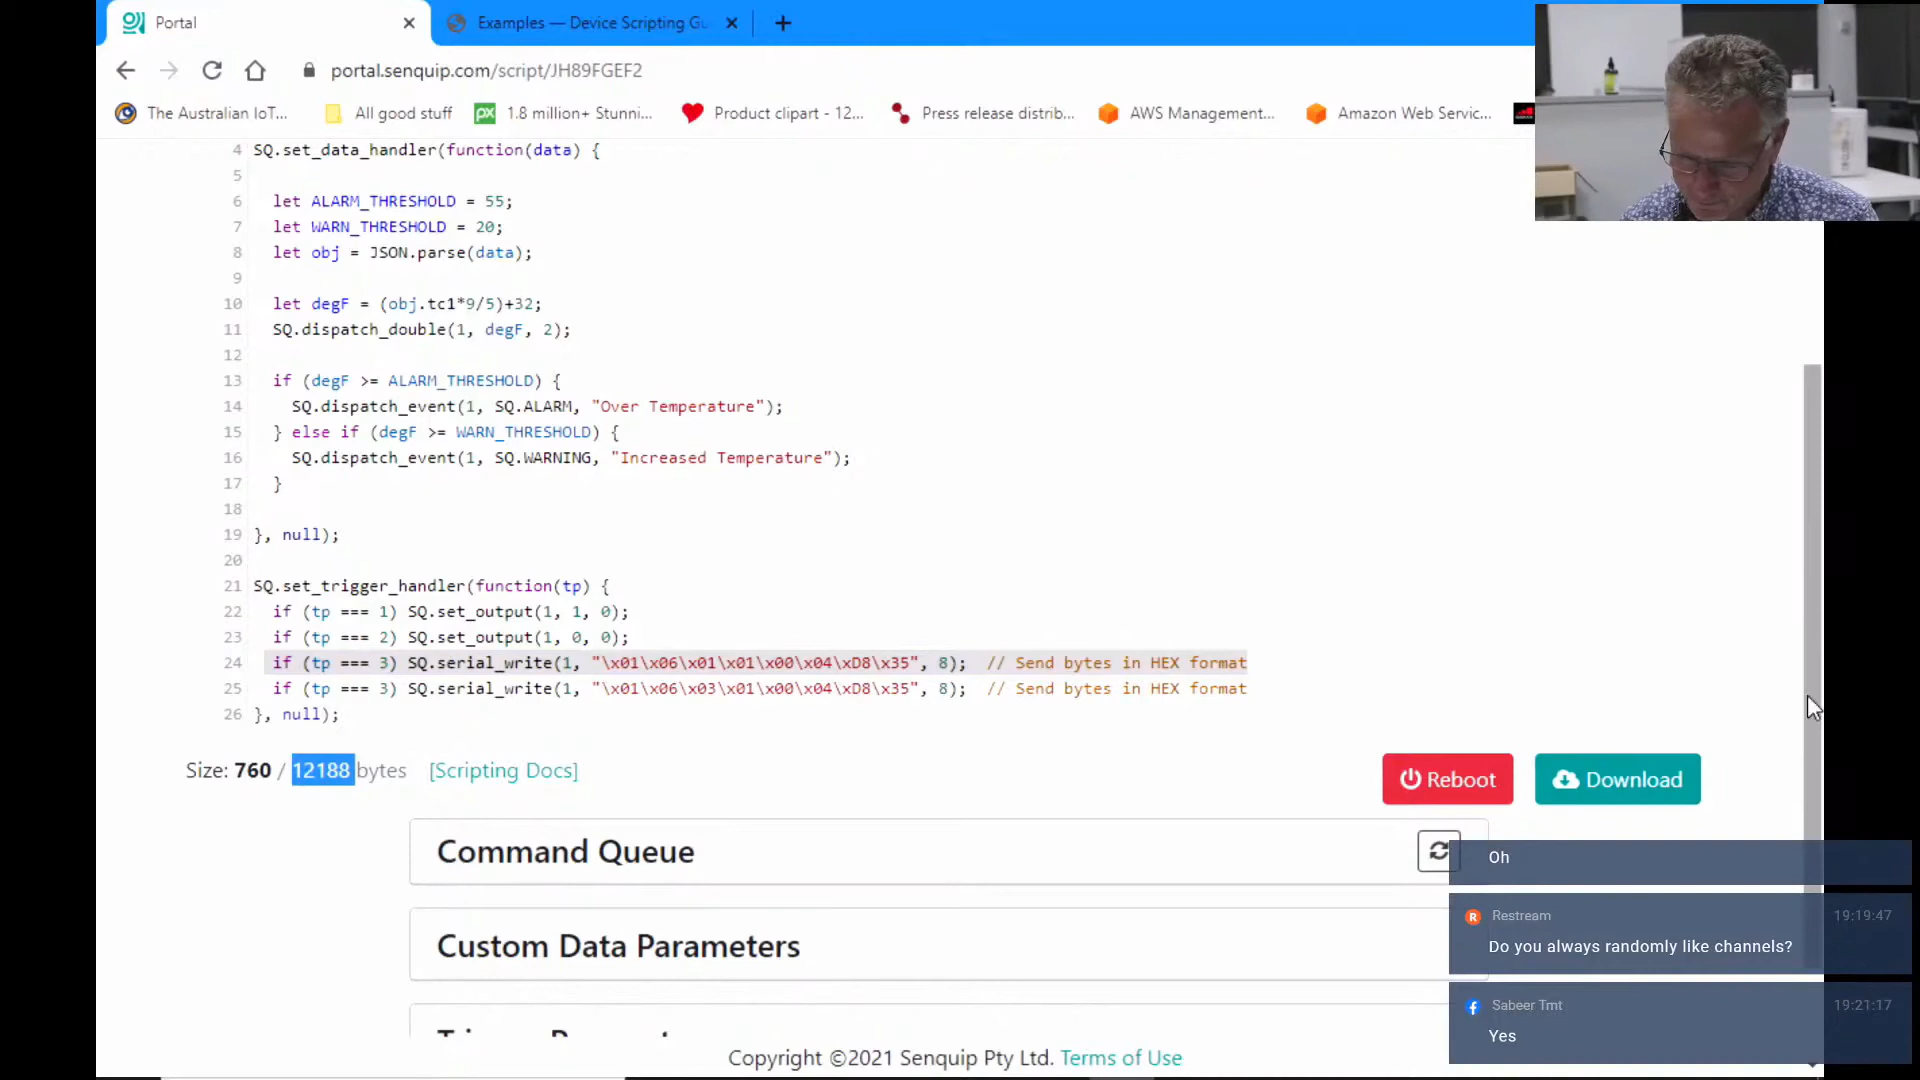 Portal
Examples — Device Scripting Gu
portal.senquip.com/script/JH89FGEF2
The Australian IoT...
All good stuff
px
1.8 million+ Stunni...
Product clipart - 12...
Press release distrib...
AWS Management...
Amazon Web Servic...
4 SQ.set_data_handler(function(data) {
5
6 let ALARM_THRESHOLD = 55;
7 let WARN_THRESHOLD = 20;
8 let obj = JSON.parse(data);
9
10 let degF = (obj.tc1*9/5)+32;
11 SQ.dispatch_double(1, degF, 2);
12
13 if (degF >= ALARM_THRESHOLD) {
14 SQ.dispatch_event(1, SQ.ALARM, "Over Temperature");
15 } else if (degF >= WARN_THRESHOLD) {
16 SQ.dispatch_event(1, SQ.WARNING, "Increased Temperature");
17 }
18
19 }, null);
20
21 SQ.set_trigger_handler(function(tp) {
22 if (tp === 1) SQ.set_output(1, 1, 0);
23 if (tp === 2) SQ.set_output(1, 0, 0);
24 if (tp === 3) SQ.serial_write(1, "\x01\x06\x01\x01\x00\x04\xD8\x35", 8); // Send bytes in HEX format
25 if (tp === 3) SQ.serial_write(1, "\x01\x06\x03\x01\x00\x04\xD8\x35", 8); // Send bytes in HEX format
26 }, null);
Size: 760 / 12188 bytes [Scripting Docs]
Reboot
Download
Command Queue
Custom Data Parameters
Copyright ©2021 Senquip Pty Ltd. Terms of Use
Oh
R Restream 19:19:47
Do you always randomly like channels?
Sabeer Tmt 19:21:17
Yes